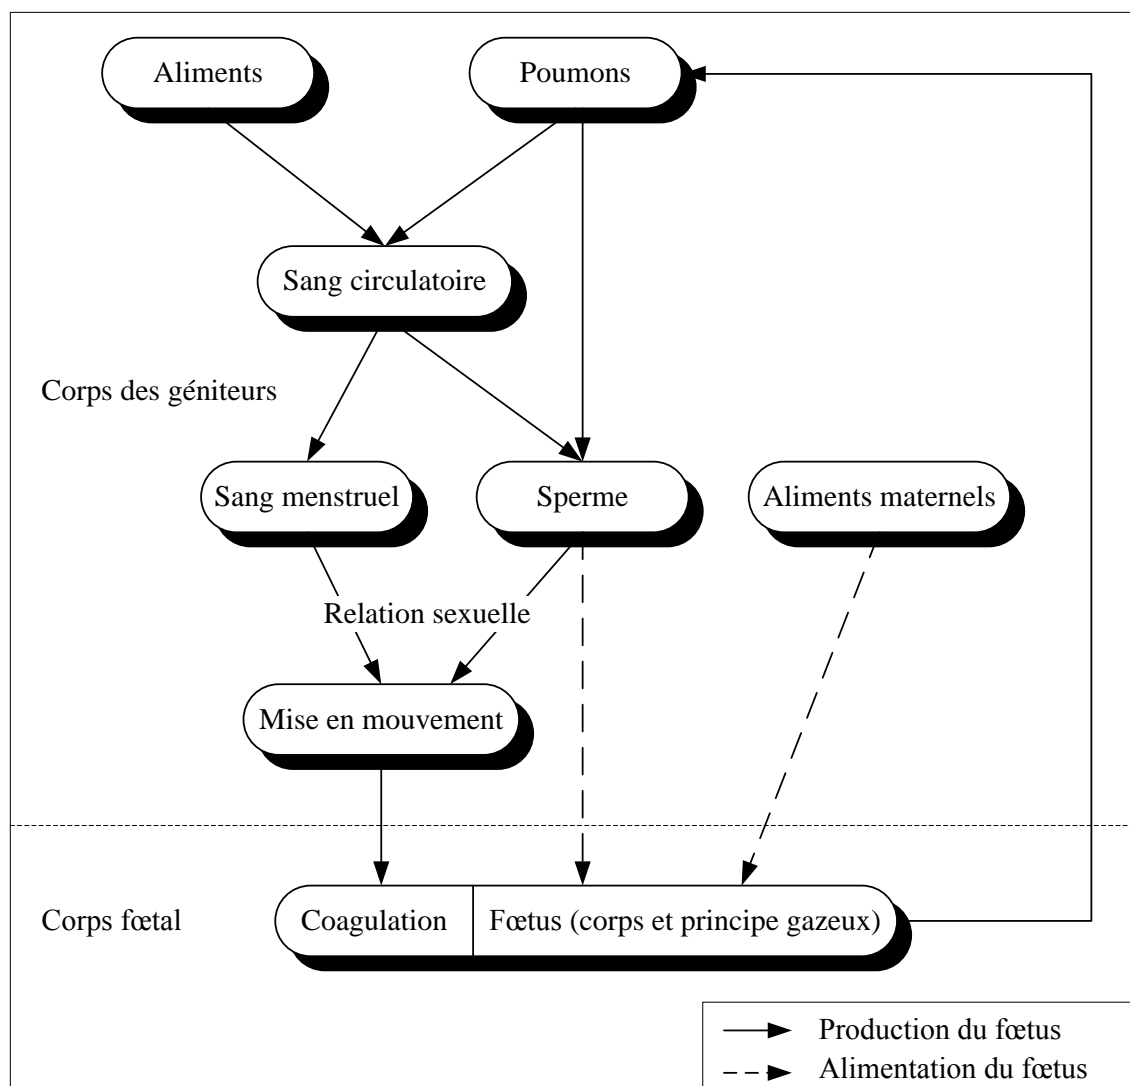 Aliments
Poumons
Sang circulatoire
Corps des géniteurs
Sang menstruel
Sperme
Aliments maternels
Relation sexuelle
Mise en mouvement
Corps fœtal
Coagulation
Fœtus (corps et principe gazeux)
Production du fœtus
Alimentation du fœtus